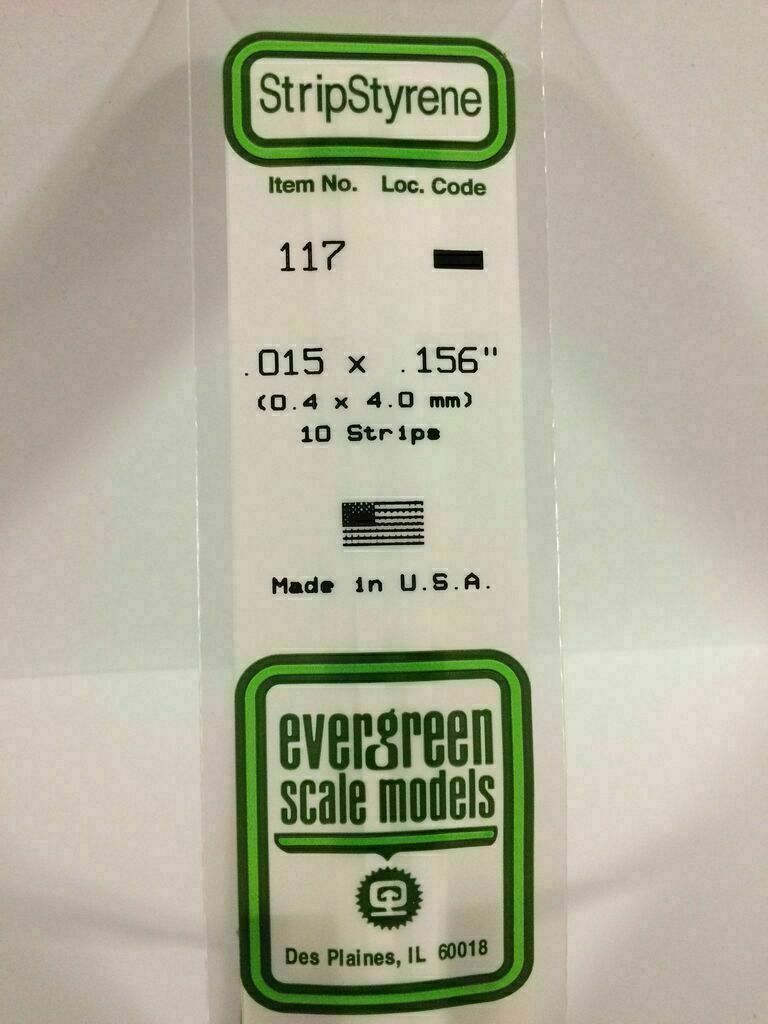 StripStyrene
Item No. Loc. Code
117
.015 x .156"
(0.4 x 4.0 mm)
10 Strips
Made in U.S.A.
evergreen
scale models
Des Plaines, IL 60018